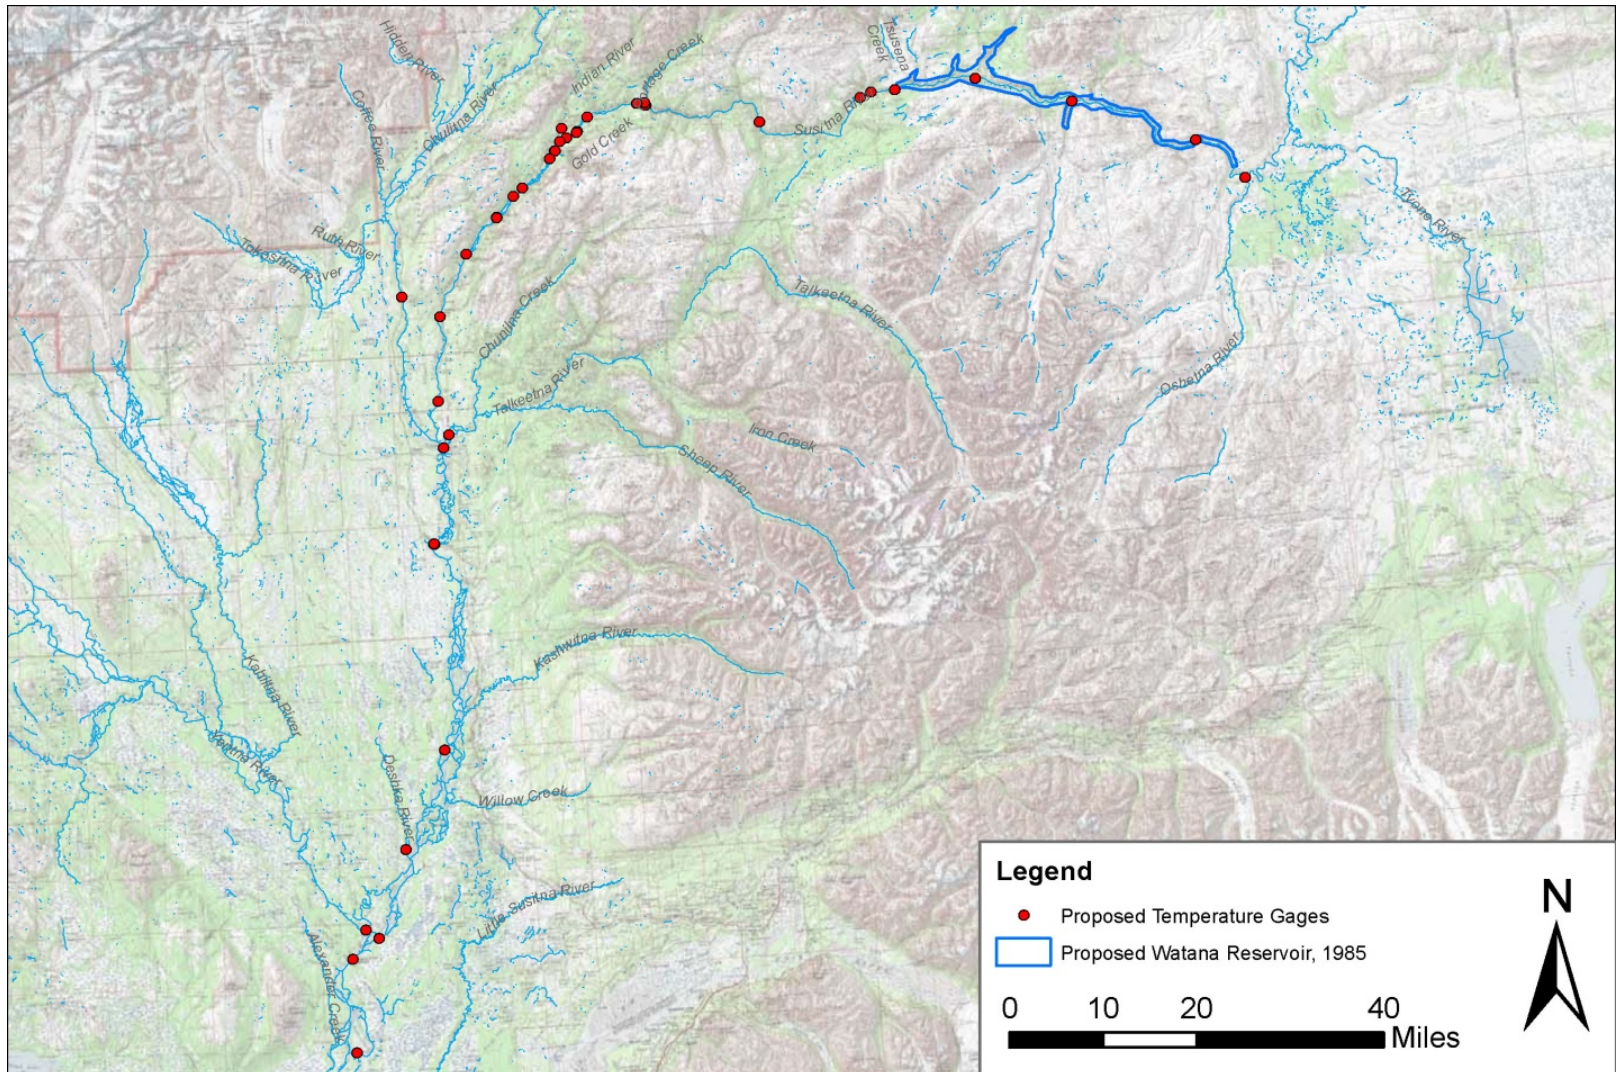 Hidden River
Indian River
Portage Creek
Tsusena
Creek
Coffee River
Chulitna River
Susitna River
Gold Creek
Tyone River
Ruth River
Tokositna River
Chunilna Creek
Talkeetna River
Talkeetna River
Oshetna River
Iron Creek
Sheep River
Kashwitna River
Kahiltna River
Yentna River
Deshka River
Willow Creek
Little Susitna River
Alexander Creek
Legend
Proposed Temperature Gages
Proposed Watana Reservoir, 1985
N
0 10 20 40
Miles